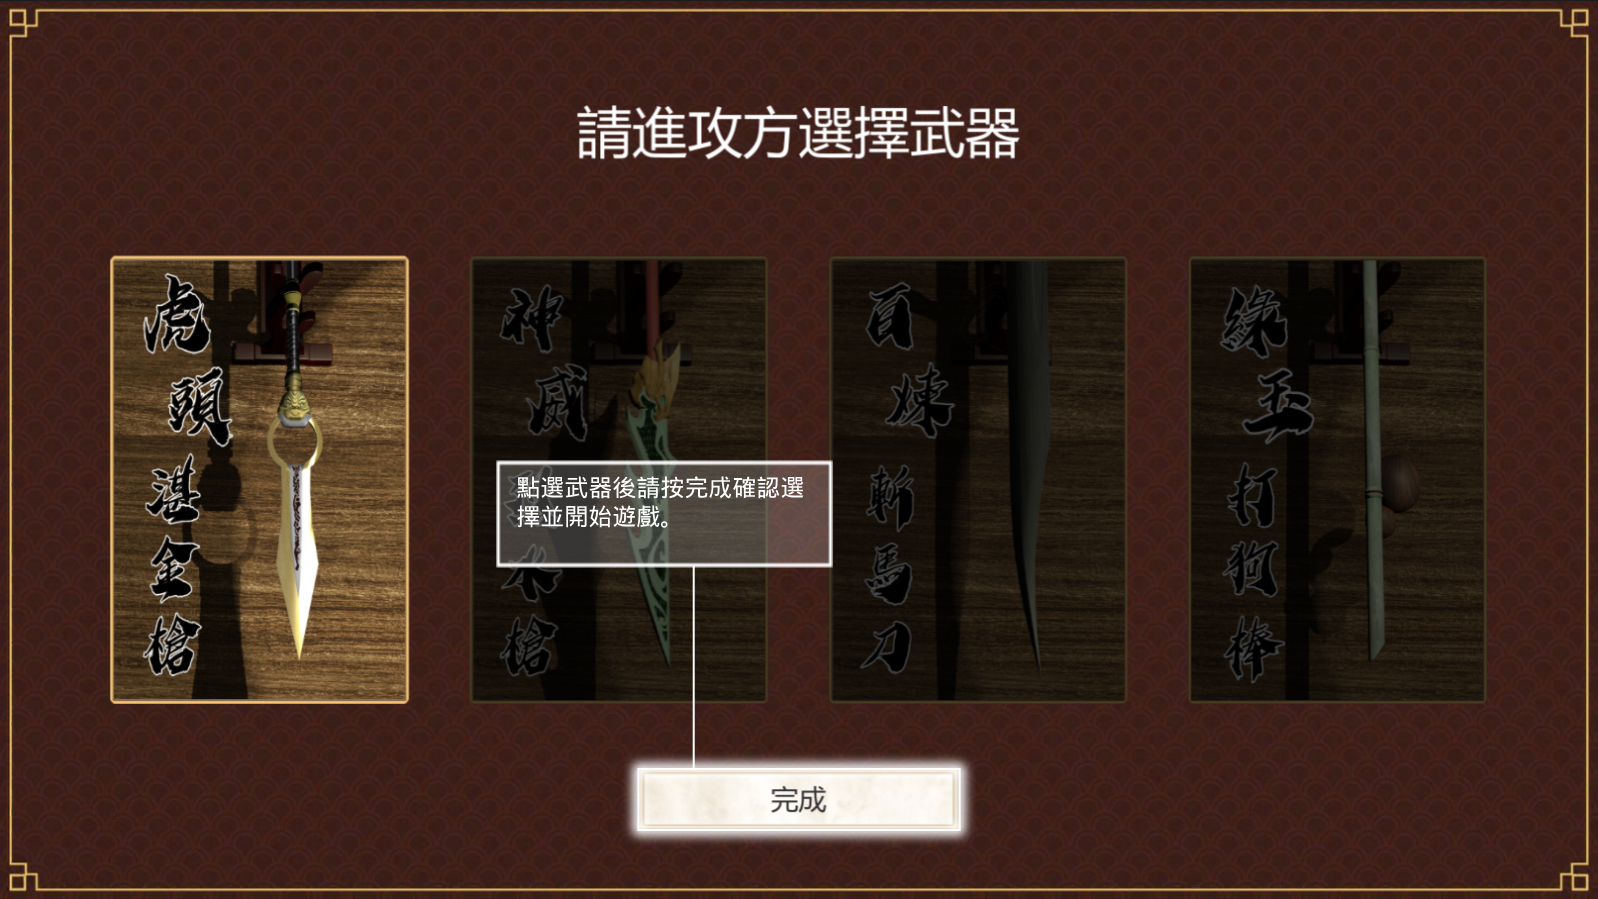 請進攻方選擇武器
虎頭湛金槍
神威
水槍
百煉斬馬刀
綠玉打狗棒
點選武器後請按完成確認選
擇並開始遊戲。
完成